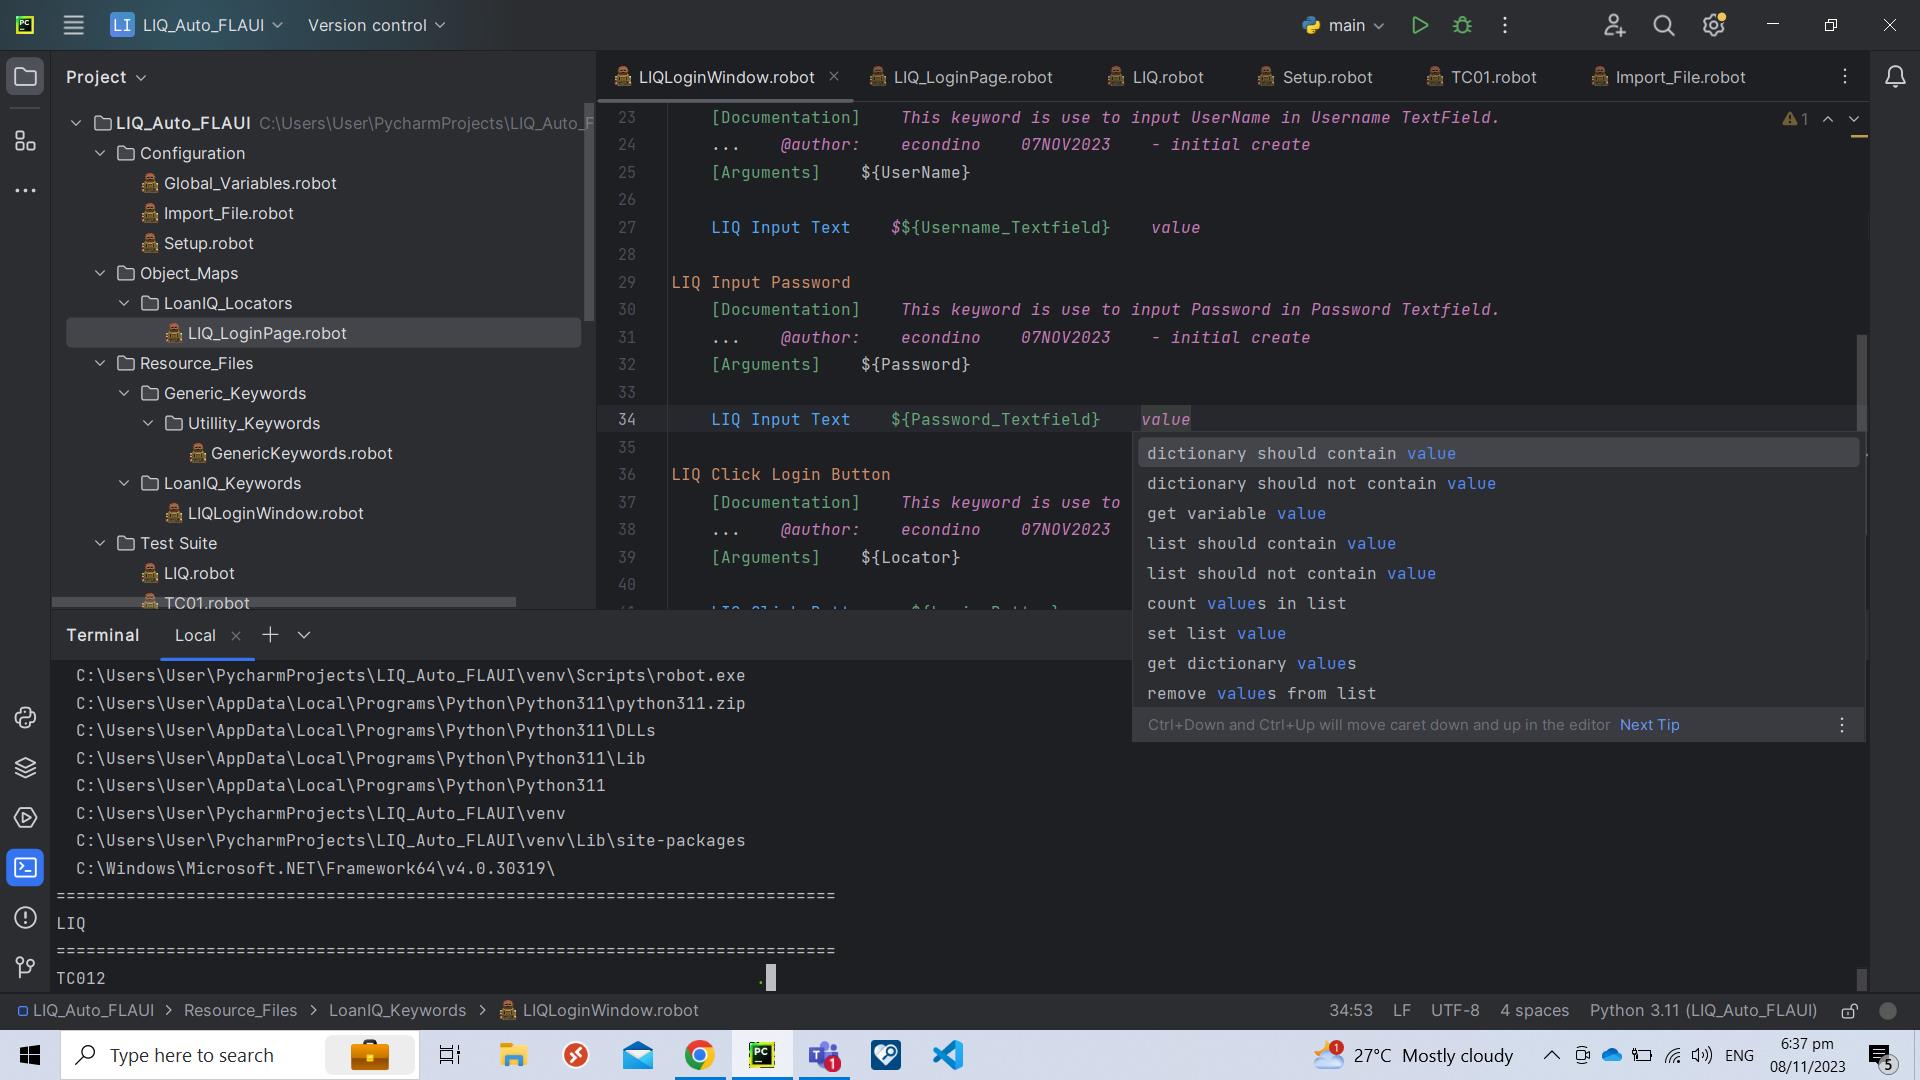 LI LIQ_Auto_FLAUI Version control main
Project
LIQLoginWindow.robot LIQ_LoginPage.robot LIQ.robot Setup.robot TC01.robot Import_File.robot
LIQ_Auto_FLAUI C:\Users\User\PycharmProjects\LIQ_Auto_F
Configuration
Global_Variables.robot
Import_File.robot
Setup.robot
Object_Maps
LoanIQ_Locators
LIQ_LoginPage.robot
Resource_Files
Generic_Keywords
Utillity_Keywords
GenericKeywords.robot
LoanIQ_Keywords
LIQLoginWindow.robot
Test Suite
LIQ.robot
TC01.robot
23 [Documentation] This keyword is use to input UserName in Username TextField.
1
24 ... @author: econdino 07NOV2023 - initial create
25 [Arguments] ${UserName}
26
27 LIQ Input Text $${Username_Textfield} value
28
29 LIQ Input Password
30 [Documentation] This keyword is use to input Password in Password Textfield.
31 ... @author: econdino 07NOV2023 - initial create
32 [Arguments] ${Password}
33
34 LIQ Input Text ${Password_Textfield} value
35
36 LIQ Click Login Button
37 [Documentation] This keyword is use to
38 ... @author: econdino 07NOV2023
39 [Arguments] ${Locator}
40
dictionary should contain value
dictionary should not contain value
get variable value
list should contain value
list should not contain value
count values in list
set list value
get dictionary values
remove values from list
Ctrl+Down and Ctrl+Up will move caret down and up in the editor Next Tip
Terminal Local
C:\Users\User\PycharmProjects\LIQ_Auto_FLAUI\venv\Scripts\robot.exe
C:\Users\User\AppData\Local\Programs\Python\Python311\python311.zip
C:\Users\User\AppData\Local\Programs\Python\Python311\DLLs
C:\Users\User\AppData\Local\Programs\Python\Python311\Lib
C:\Users\User\AppData\Local\Programs\Python\Python311
C:\Users\User\PycharmProjects\LIQ_Auto_FLAUI\venv
C:\Users\User\PycharmProjects\LIQ_Auto_FLAUI\venv\Lib\site-packages
C:\Windows\Microsoft.NET\Framework64\v4.0.30319\
==============================================================================
LIQ
==============================================================================
TC012 .
LIQ_Auto_FLAUI > Resource_Files > LoanIQ_Keywords > LIQLoginWindow.robot 34:53 LF UTF-8 4 spaces Python 3.11 (LIQ_Auto_FLAUI)
Type here to search PC 1 1 27°C Mostly cloudy ENG 6:37 pm
08/11/2023 5